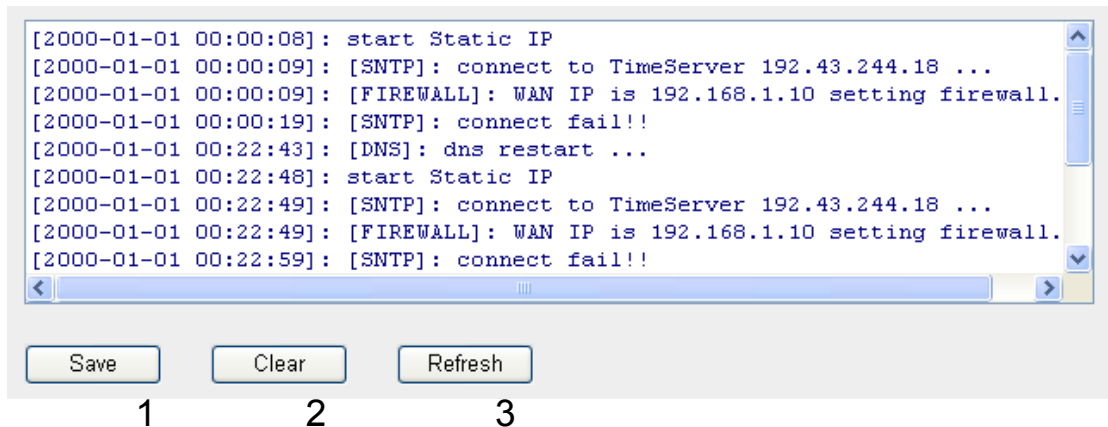 [2000-01-01 00:00:08]: start Static IP
[2000-01-01 00:00:09]: [SNTP]: connect to TimeServer 192.43.244.18 ...
[2000-01-01 00:00:09]: [FIREWALL]: WAN IP is 192.168.1.10 setting firewall.
[2000-01-01 00:00:19]: [SNTP]: connect fail!!
[2000-01-01 00:22:43]: [DNS]: dns restart ...
[2000-01-01 00:22:48]: start Static IP
[2000-01-01 00:22:49]: [SNTP]: connect to TimeServer 192.43.244.18 ...
[2000-01-01 00:22:49]: [FIREWALL]: WAN IP is 192.168.1.10 setting firewall.
[2000-01-01 00:22:59]: [SNTP]: connect fail!!
Save Clear Refresh
1 2 3